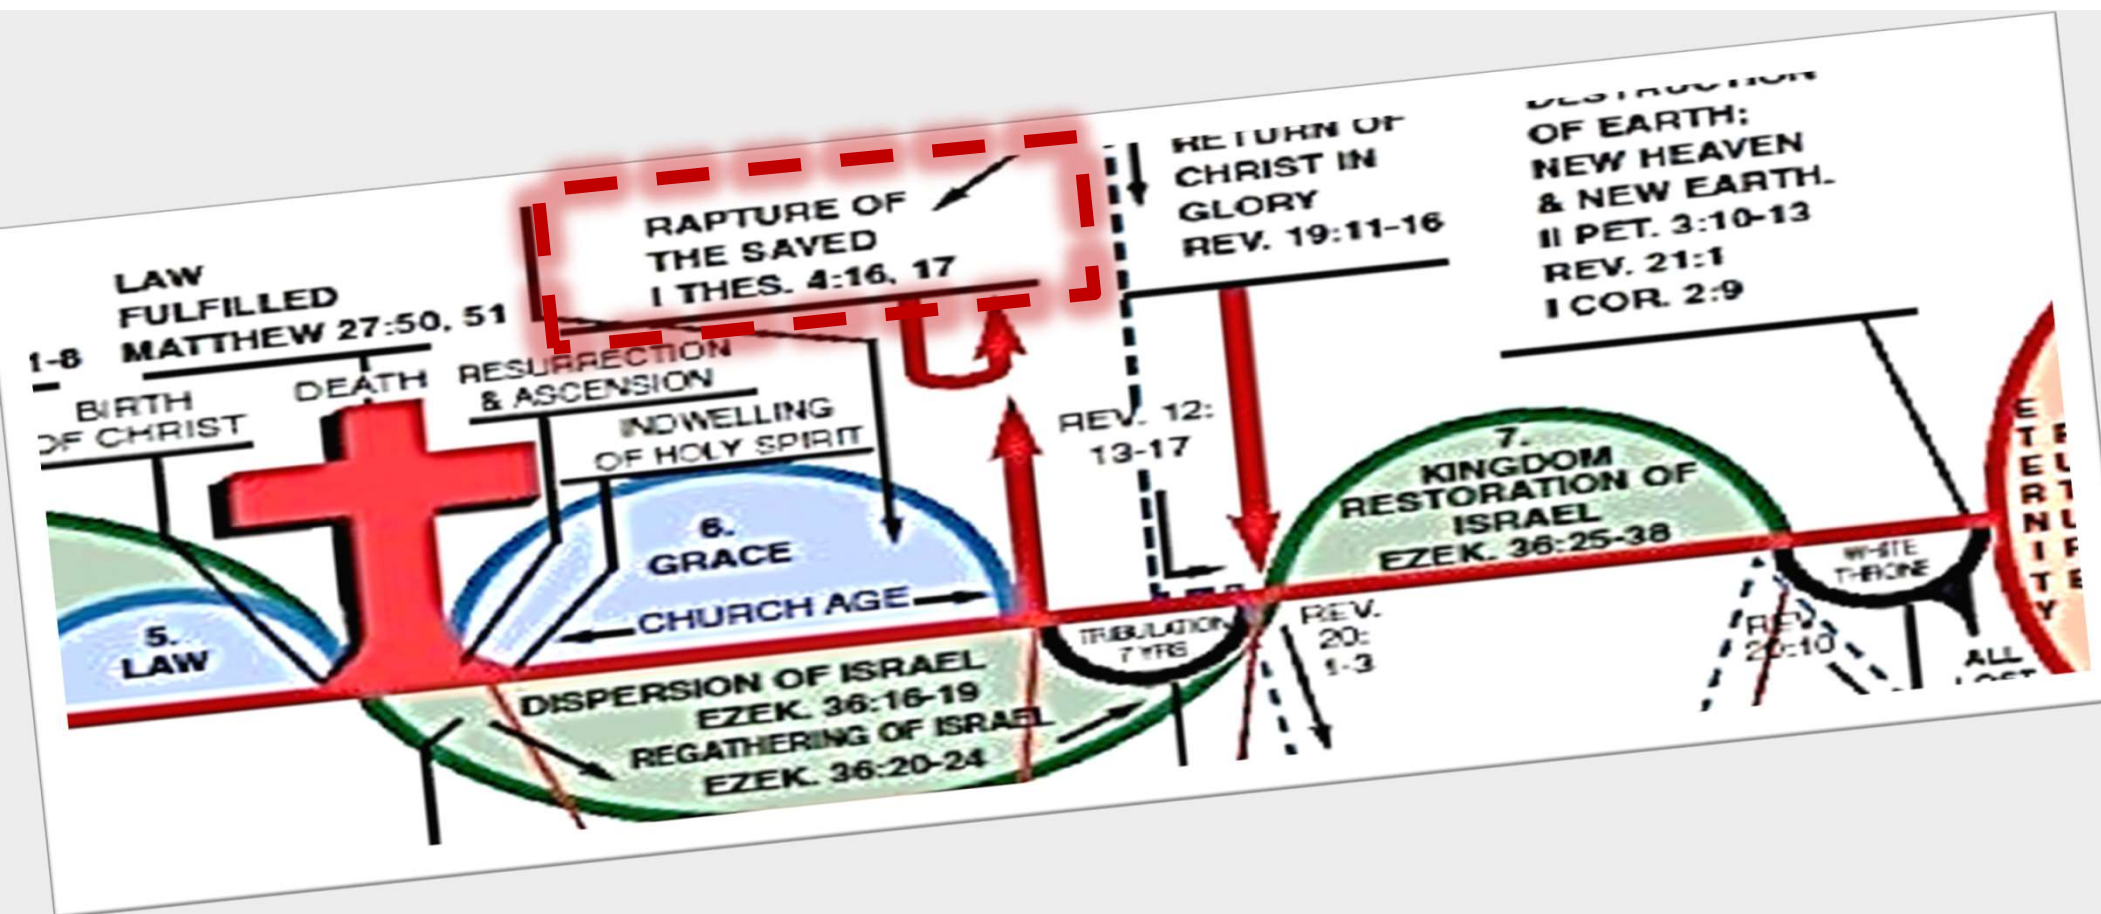 1-8
LAW
FULFILLED
MATTHEW 27:50, 51
BIRTH
OF CHRIST
DEATH
RAPTURE OF
THE SAVED
I THES. 4:16, 17
RESURRECTION
& ASCENSION
INDWELLING
OF HOLY SPIRIT
RETURN OF
CHRIST IN
GLORY
REV. 19:11-16
DESTRUCTION
OF EARTH;
NEW HEAVEN
& NEW EARTH.
II PET. 3:10-13
REV. 21:1
I COR. 2:9
REV. 12:
13-17
5.
LAW
6.
GRACE
CHURCH AGE
7.
KINGDOM
RESTORATION OF
ISRAEL
EZEK. 36:25-38
TRIBULATION
7 YRS
DISPERSION OF ISRAEL
EZEK. 36:16-19
REGATHERING OF ISRAEL
EZEK. 36:20-24
REV.
20:
1-3
WHITE
THRONE
REV.
20:10
ALL
LOST
ETERNITY
FUTURE